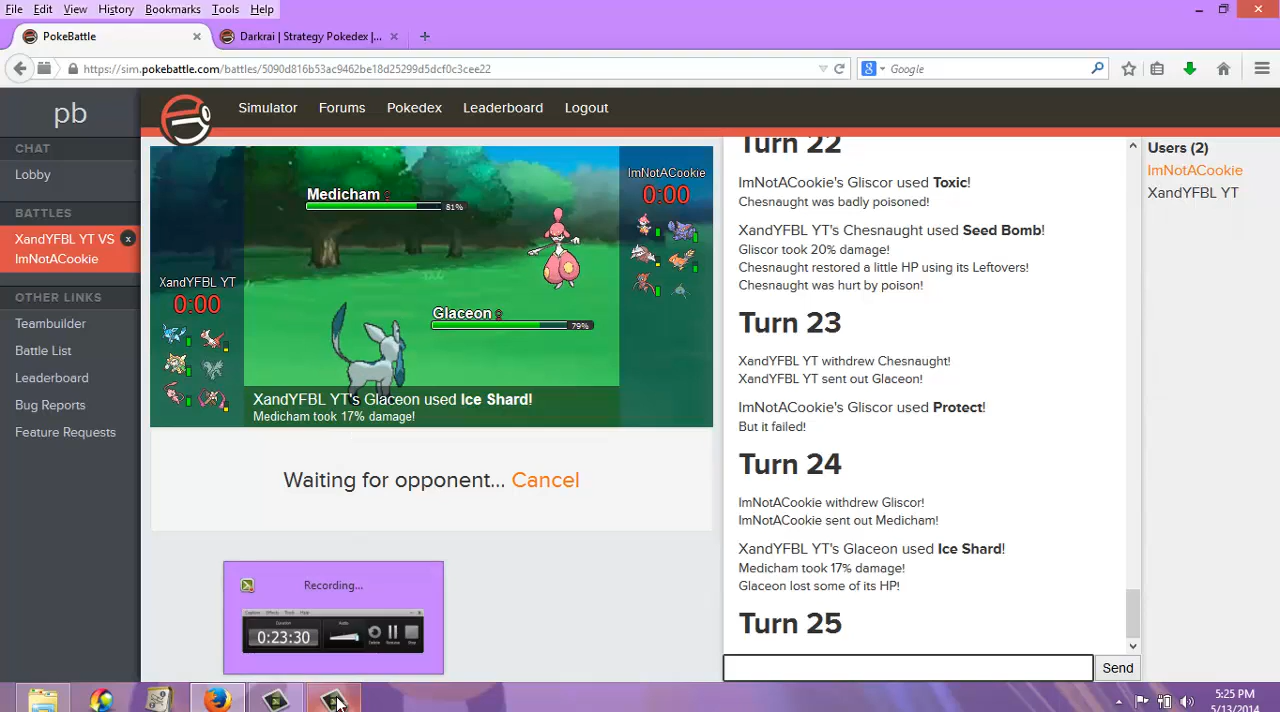 File Edit View History Bookmarks Tools Help
PokeBattle
Darkrai | Strategy Pokedex |...
https://sim.pokebattle.com/battles/5090d816b53ac9462be18d25299d5dcf0c3cee22
Google
pb
Simulator Forums Pokedex Leaderboard Logout
CHAT
Lobby
BATTLES
XandYFBL YT VS
ImNotACookie
OTHER LINKS
Teambuilder
Battle List
Leaderboard
Bug Reports
Feature Requests
XandYFBL YT
0:00
Medicham
81%
ImNotACookie
0:00
Glaceon
79%
XandYFBL YT's Glaceon used Ice Shard!
Medicham took 17% damage!
Waiting for opponent... Cancel
Recording...
0:23:30
Turn 22
ImNotACookie's Gliscor used Toxic!
Chesnaught was badly poisoned!
XandYFBL YT's Chesnaught used Seed Bomb!
Gliscor took 20% damage!
Chesnaught restored a little HP using its Leftovers!
Chesnaught was hurt by poison!
Turn 23
XandYFBL YT withdrew Chesnaught!
XandYFBL YT sent out Glaceon!
ImNotACookie's Gliscor used Protect!
But it failed!
Turn 24
ImNotACookie withdrew Gliscor!
ImNotACookie sent out Medicham!
XandYFBL YT's Glaceon used Ice Shard!
Medicham took 17% damage!
Glaceon lost some of its HP!
Turn 25
Send
Users (2)
ImNotACookie
XandYFBL YT
5:25 PM
5/13/2014